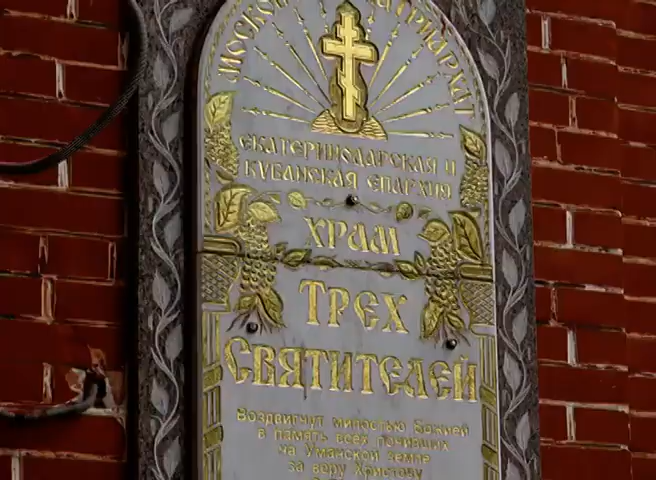 Московский Патриархат
Екатеринодарская и
Кубанская епархия
Храм
Трех
Святителей
Воздвигнут милостью Божией
в память всех почивших
на Уманской земле
за веру Христову